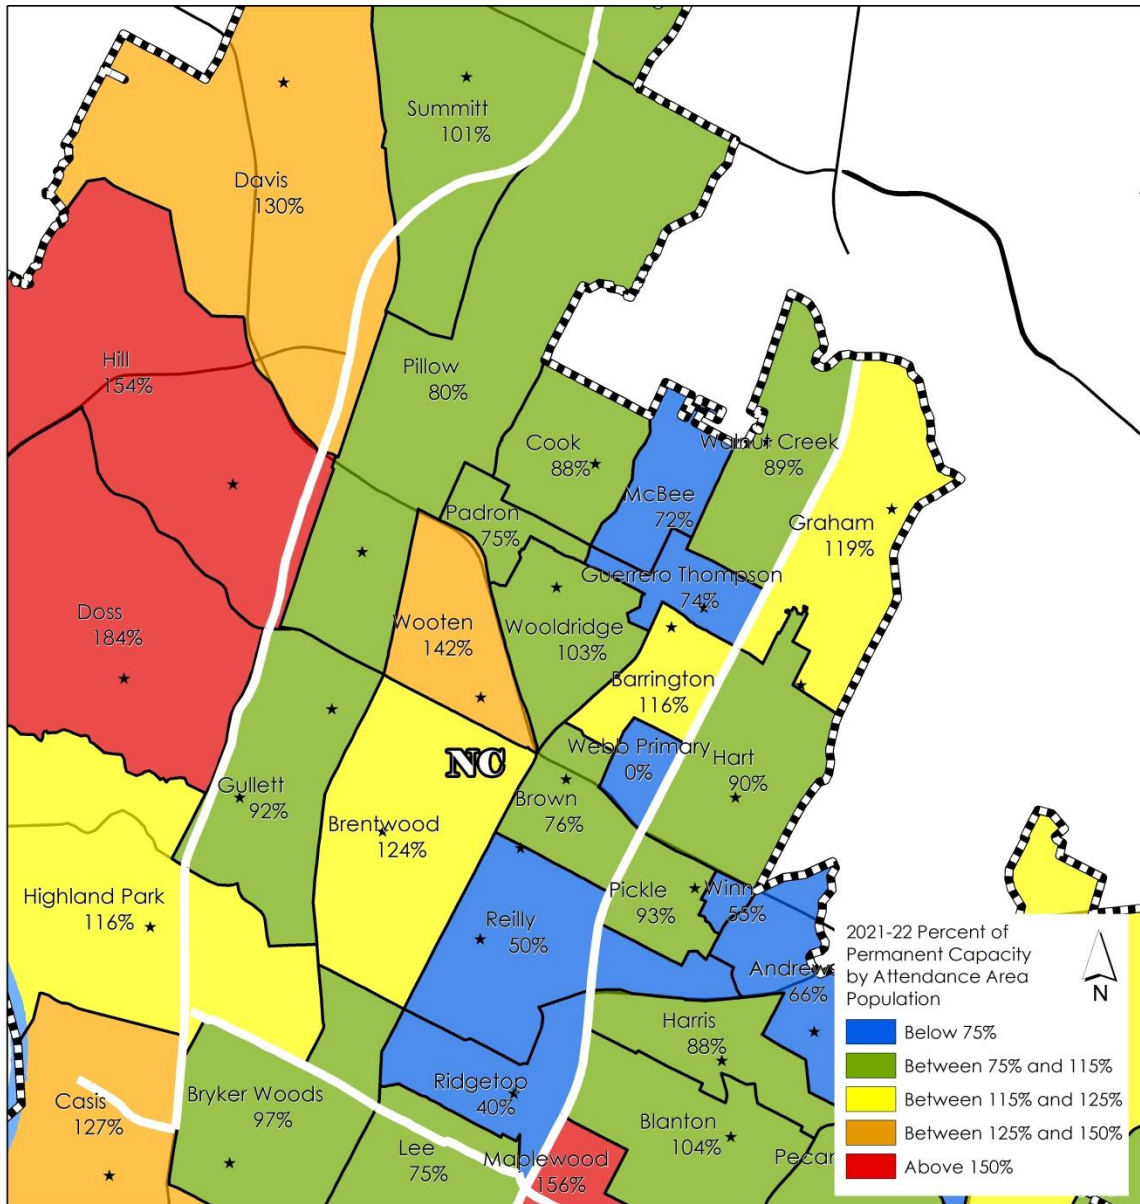 Summitt
101%
Davis
130%
Hill
154%
Pillow
80%
Cook
88%
Walnut Creek
89%
McBee
72%
Padron
75%
Graham
119%
Guerrero Thompson
74%
Doss
184%
Wooten
142%
Wooldridge
103%
Barrington
116%
NC
Webb Primary
0%
Hart
90%
Gullett
92%
Brown
76%
Brentwood
124%
Highland Park
116%
Pickle
93%
Winn
55%
Reilly
50%
Andrews
66%
Harris
88%
Ridgetop
40%
Bryker Woods
97%
Casis
127%
Blanton
104%
Lee
75%
Maplewood
156%
Pecan
2021-22 Percent of
Permanent Capacity
by Attendance Area
Population
N
Below 75%
Between 75% and 115%
Between 115% and 125%
Between 125% and 150%
Above 150%